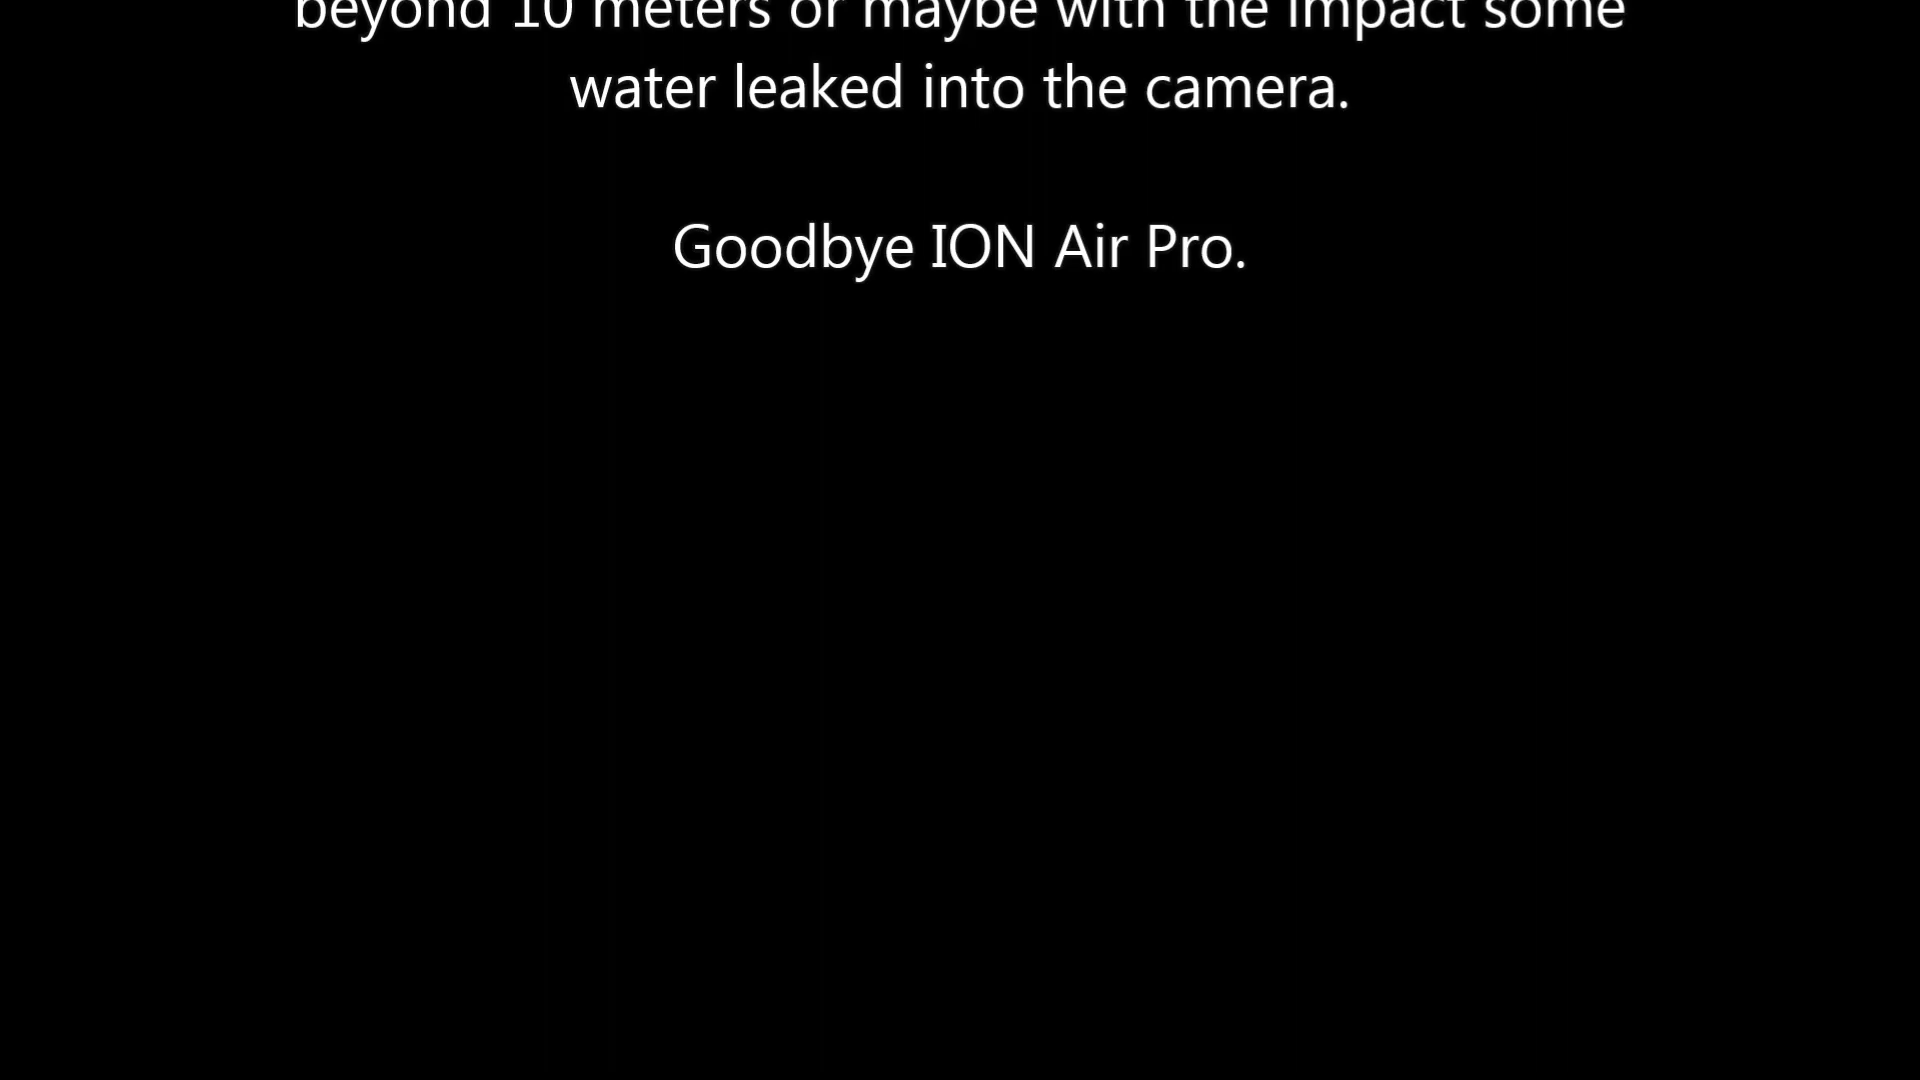 beyond 10 meters or maybe with the impact some
water leaked into the camera.
Goodbye ION Air Pro.